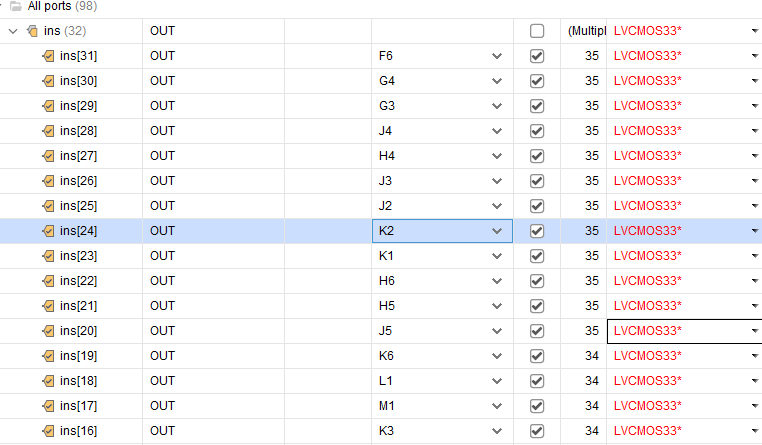 All ports (98)
ins (32) OUT (Multipl LVCMOS33*
ins[31] OUT F6 35 LVCMOS33*
ins[30] OUT G4 35 LVCMOS33*
ins[29] OUT G3 35 LVCMOS33*
ins[28] OUT J4 35 LVCMOS33*
ins[27] OUT H4 35 LVCMOS33*
ins[26] OUT J3 35 LVCMOS33*
ins[25] OUT J2 35 LVCMOS33*
ins[24] OUT K2 35 LVCMOS33*
ins[23] OUT K1 35 LVCMOS33*
ins[22] OUT H6 35 LVCMOS33*
ins[21] OUT H5 35 LVCMOS33*
ins[20] OUT J5 35 LVCMOS33*
ins[19] OUT K6 34 LVCMOS33*
ins[18] OUT L1 34 LVCMOS33*
ins[17] OUT M1 34 LVCMOS33*
ins[16] OUT K3 34 LVCMOS33*